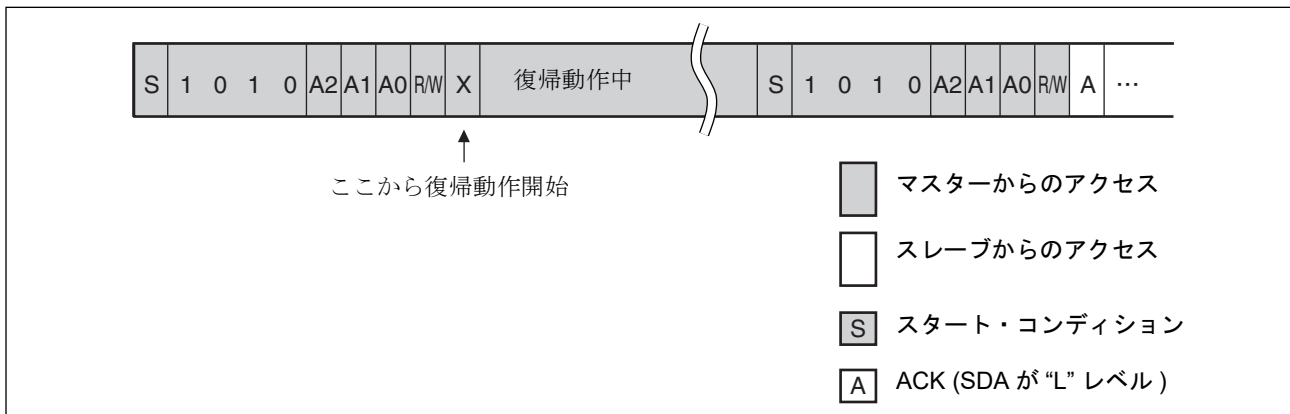 S 1 0 1 0 A2 A1 A0 R/W X 復帰動作中 S 1 0 1 0 A2 A1 A0 R/W A …
ここから復帰動作開始
マスターからのアクセス
スレーブからのアクセス
S スタート・コンディション
A ACK (SDA が “L” レベル )